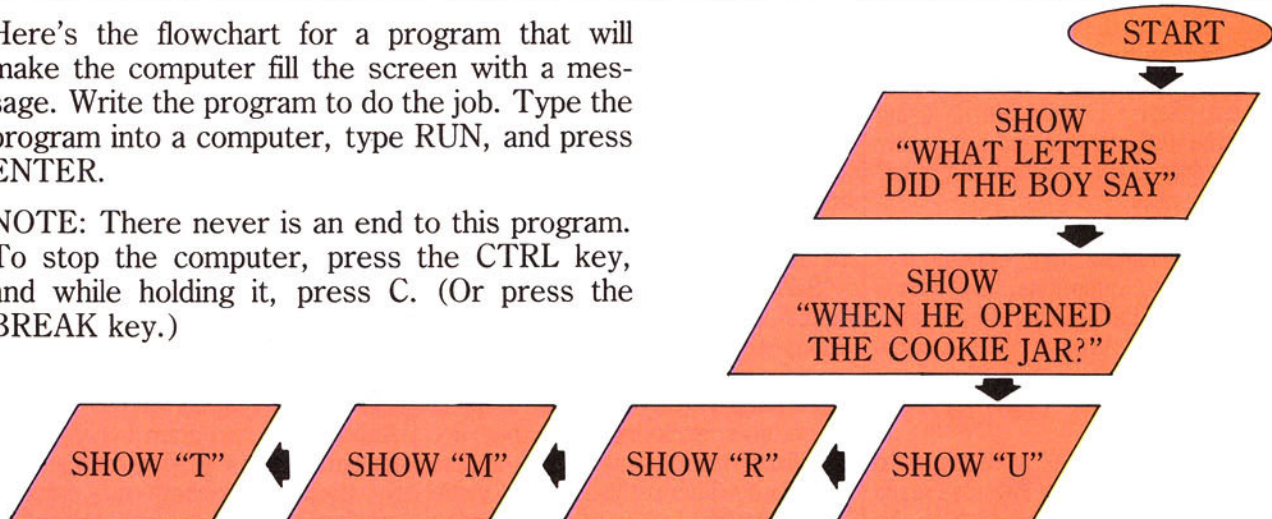 Here's the flowchart for a program that will
make the computer fill the screen with a mes-
sage. Write the program to do the job. Type the
program into a computer, type RUN, and press
ENTER.
NOTE: There never is an end to this program.
To stop the computer, press the CTRL key,
and while holding it, press C. (Or press the
BREAK key.)
START
SHOW
“WHAT LETTERS
DID THE BOY SAY”
SHOW
“WHEN HE OPENED
THE COOKIE JAR?”
SHOW “T” SHOW “M” SHOW “R” SHOW “U”